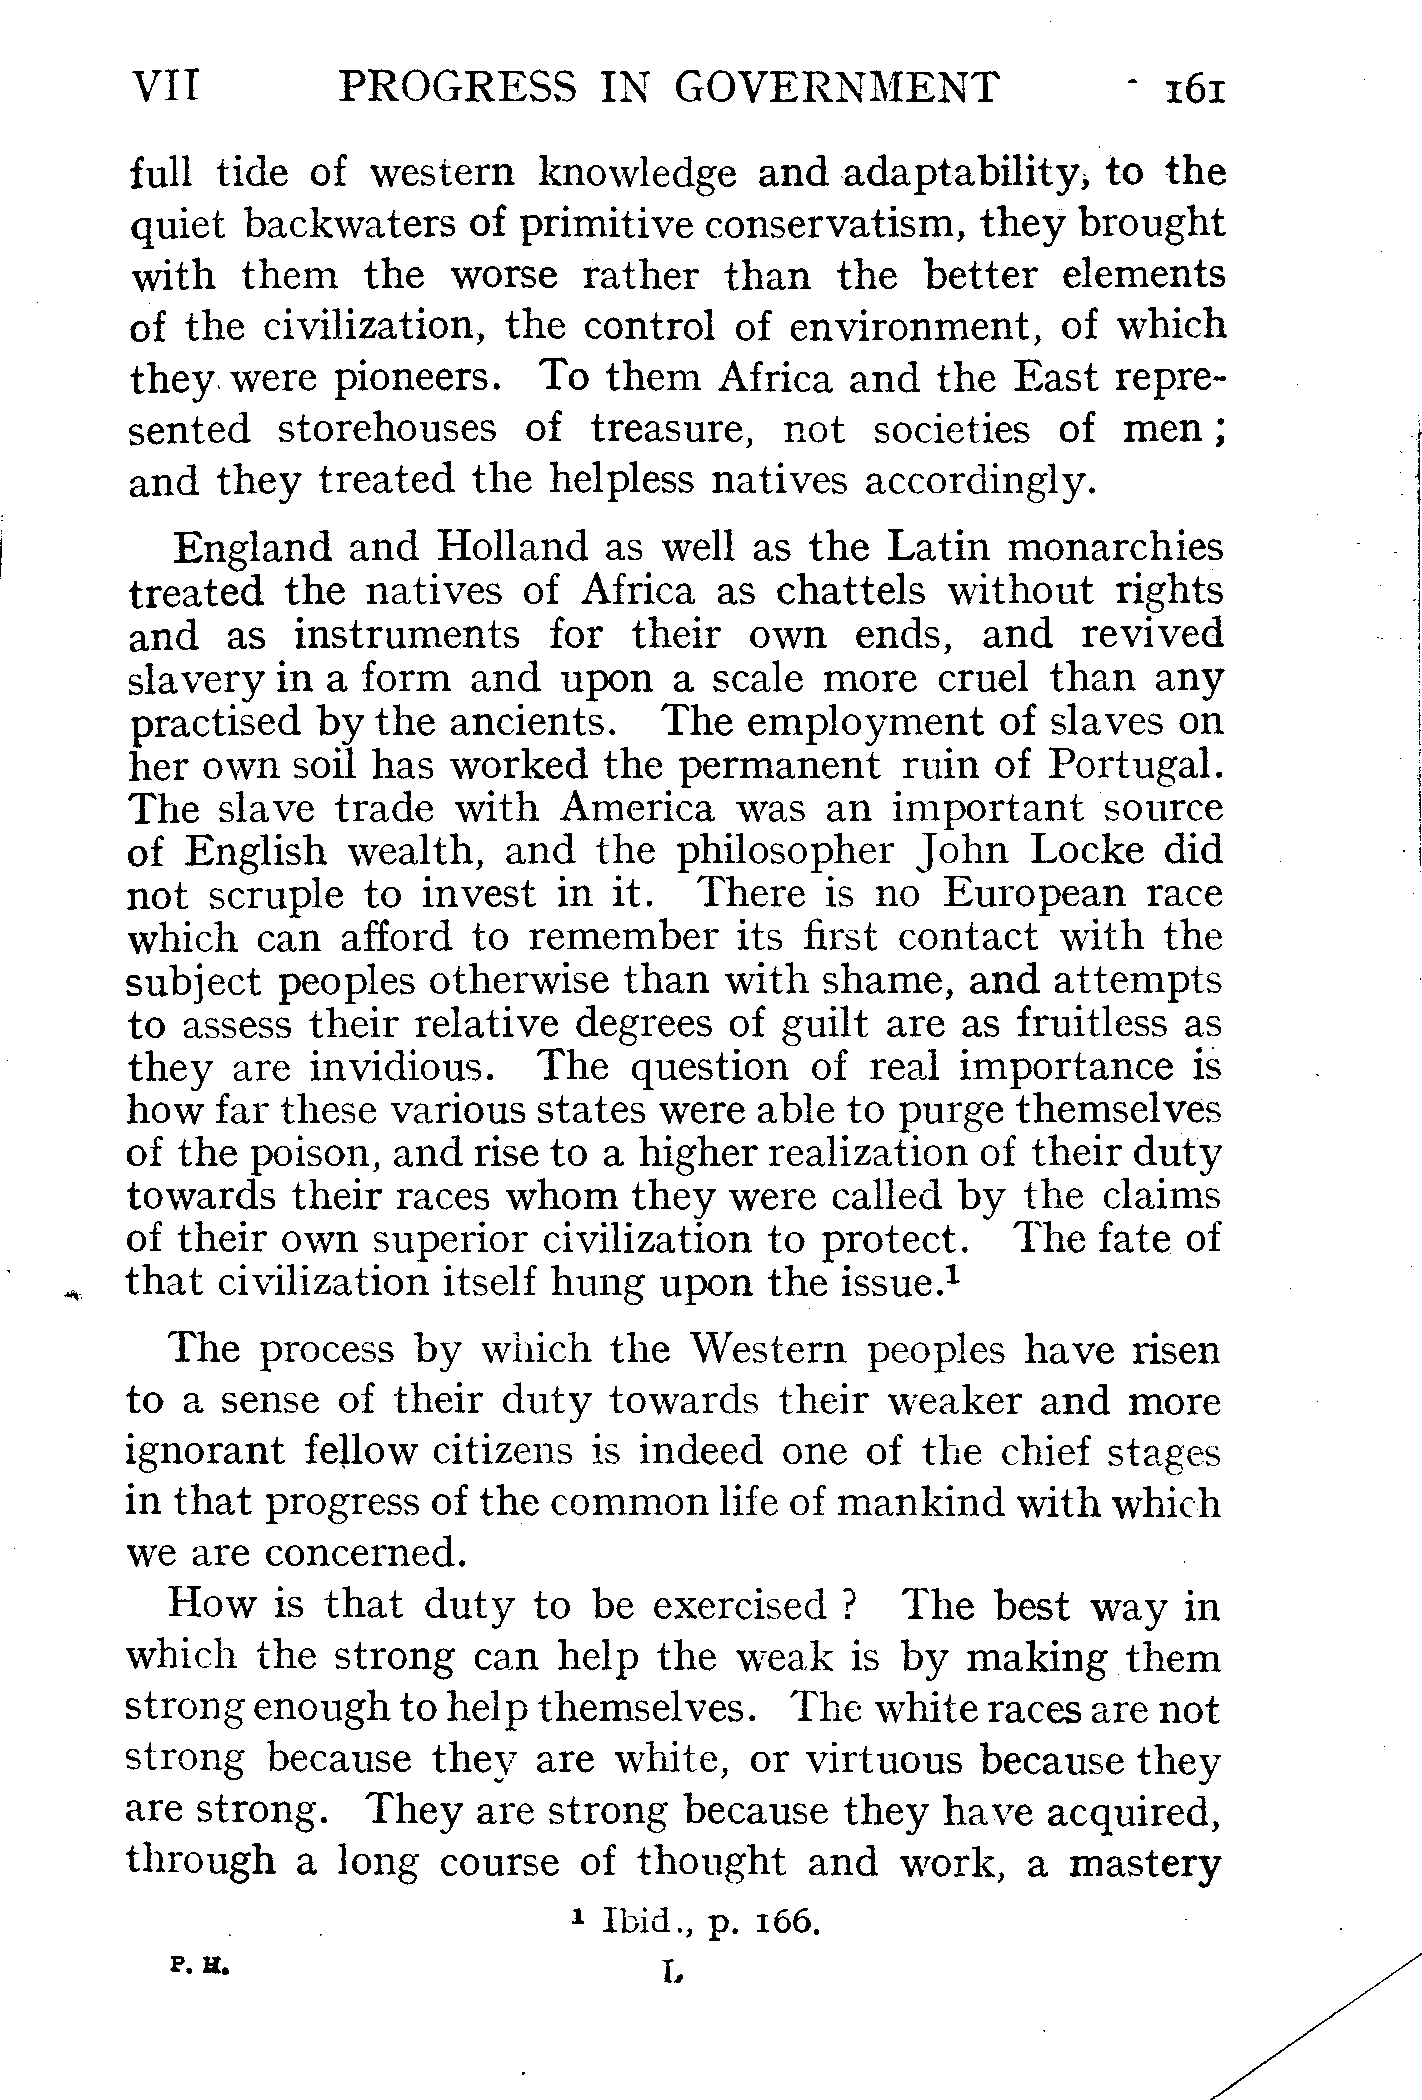 VII PROGRESS IN GOVERNMENT 161
full tide of western knowledge and adaptability, to the
quiet backwaters of primitive conservatism, they brought
with them the worse rather than the better elements
of the civilization, the control of environment, of which
they were pioneers. To them Africa and the East repre-
sented storehouses of treasure, not societies of men ;
and they treated the helpless natives accordingly.
England and Holland as well as the Latin monarchies
treated the natives of Africa as chattels without rights
and as instruments for their own ends, and revived
slavery in a form and upon a scale more cruel than any
practised by the ancients. The employment of slaves on
her own soil has worked the permanent ruin of Portugal.
The slave trade with America was an important source
of English wealth, and the philosopher John Locke did
not scruple to invest in it. There is no European race
which can afford to remember its first contact with the
subject peoples otherwise than with shame, and attempts
to assess their relative degrees of guilt are as fruitless as
they are invidious. The question of real importance is
how far these various states were able to purge themselves
of the poison, and rise to a higher realization of their duty
towards their races whom they were called by the claims
of their own superior civilization to protect. The fate of
that civilization itself hung upon the issue.¹
The process by which the Western peoples have risen
to a sense of their duty towards their weaker and more
ignorant fellow citizens is indeed one of the chief stages
in that progress of the common life of mankind with which
we are concerned.
How is that duty to be exercised ? The best way in
which the strong can help the weak is by making them
strong enough to help themselves. The white races are not
strong because they are white, or virtuous because they
are strong. They are strong because they have acquired,
through a long course of thought and work, a mastery
¹ Ibid., p. 166.
P. H. L